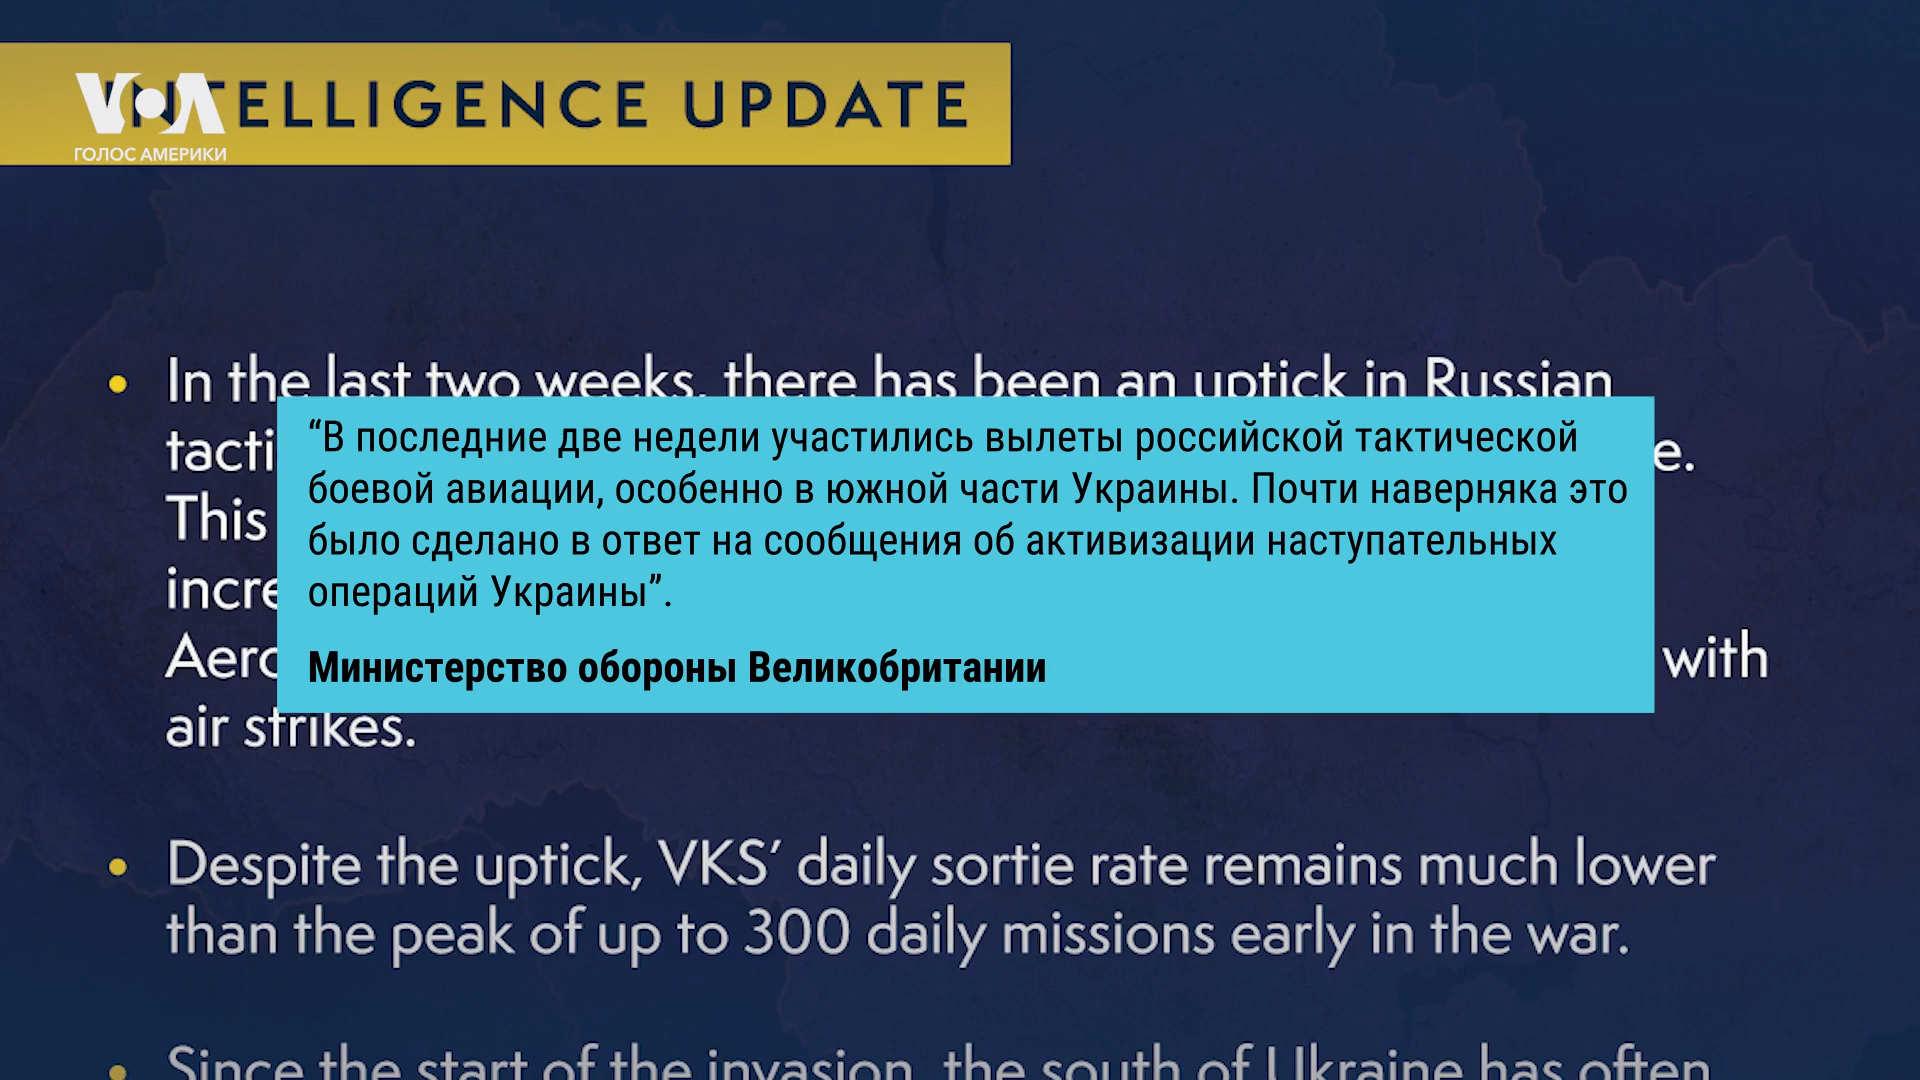 INTELLIGENCE UPDATE
VOA
ГОЛОС АМЕРИКИ
In the last two weeks, there has been an uptick in Russian
“В последние две недели участились вылеты российской тактической
боевой авиации, особенно в южной части Украины. Почти наверняка это
было сделано в ответ на сообщения об активизации наступательных
операций Украины”.
Министерство обороны Великобритании
This
with
air strikes.
Despite the uptick, VKS’ daily sortie rate remains much lower
than the peak of up to 300 daily missions early in the war.
Since the start of the invasion, the south of Ukraine has often